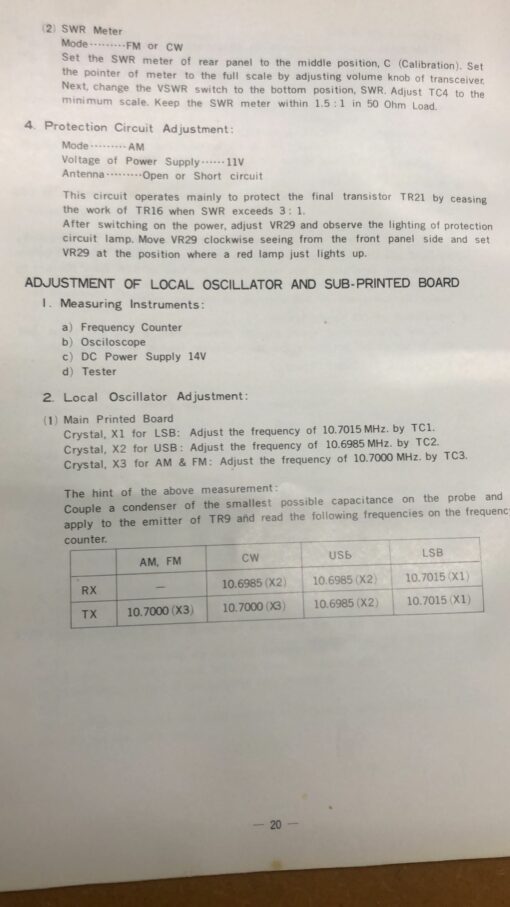 (2) SWR Meter
Mode·········FM or CW
Set the SWR meter of rear panel to the middle position, C (Calibration). Set
the pointer of meter to the full scale by adjusting volume knob of transceiver.
Next, change the VSWR switch to the bottom position, SWR. Adjust TC4 to the
minimum scale. Keep the SWR meter within 1.5 : 1 in 50 Ohm Load.
4. Protection Circuit Adjustment:
Mode·········AM
Voltage of Power Supply······11V
Antenna·········Open or Short circuit
This circuit operates mainly to protect the final transistor TR21 by ceasing
the work of TR16 when SWR exceeds 3 : 1.
After switching on the power, adjust VR29 and observe the lighting of protection
circuit lamp. Move VR29 clockwise seeing from the front panel side and set
VR29 at the position where a red lamp just lights up.
ADJUSTMENT OF LOCAL OSCILLATOR AND SUB-PRINTED BOARD
1. Measuring Instruments:
a) Frequency Counter
b) Osciloscope
c) DC Power Supply 14V
d) Tester
2. Local Oscillator Adjustment:
(1) Main Printed Board
Crystal, X1 for LSB: Adjust the frequency of 10.7015 MHz. by TC1.
Crystal, X2 for USB: Adjust the frequency of 10.6985 MHz. by TC2.
Crystal, X3 for AM & FM: Adjust the frequency of 10.7000 MHz. by TC3.
The hint of the above measurement:
Couple a condenser of the smallest possible capacitance on the probe and
apply to the emitter of TR9 and read the following frequencies on the frequenc
counter.
AM, FM CW USb LSB
RX — 10.6985 (X2) 10.6985 (X2) 10.7015 (X1)
TX 10.7000 (X3) 10.7000 (X3) 10.6985 (X2) 10.7015 (X1)
— 20 —